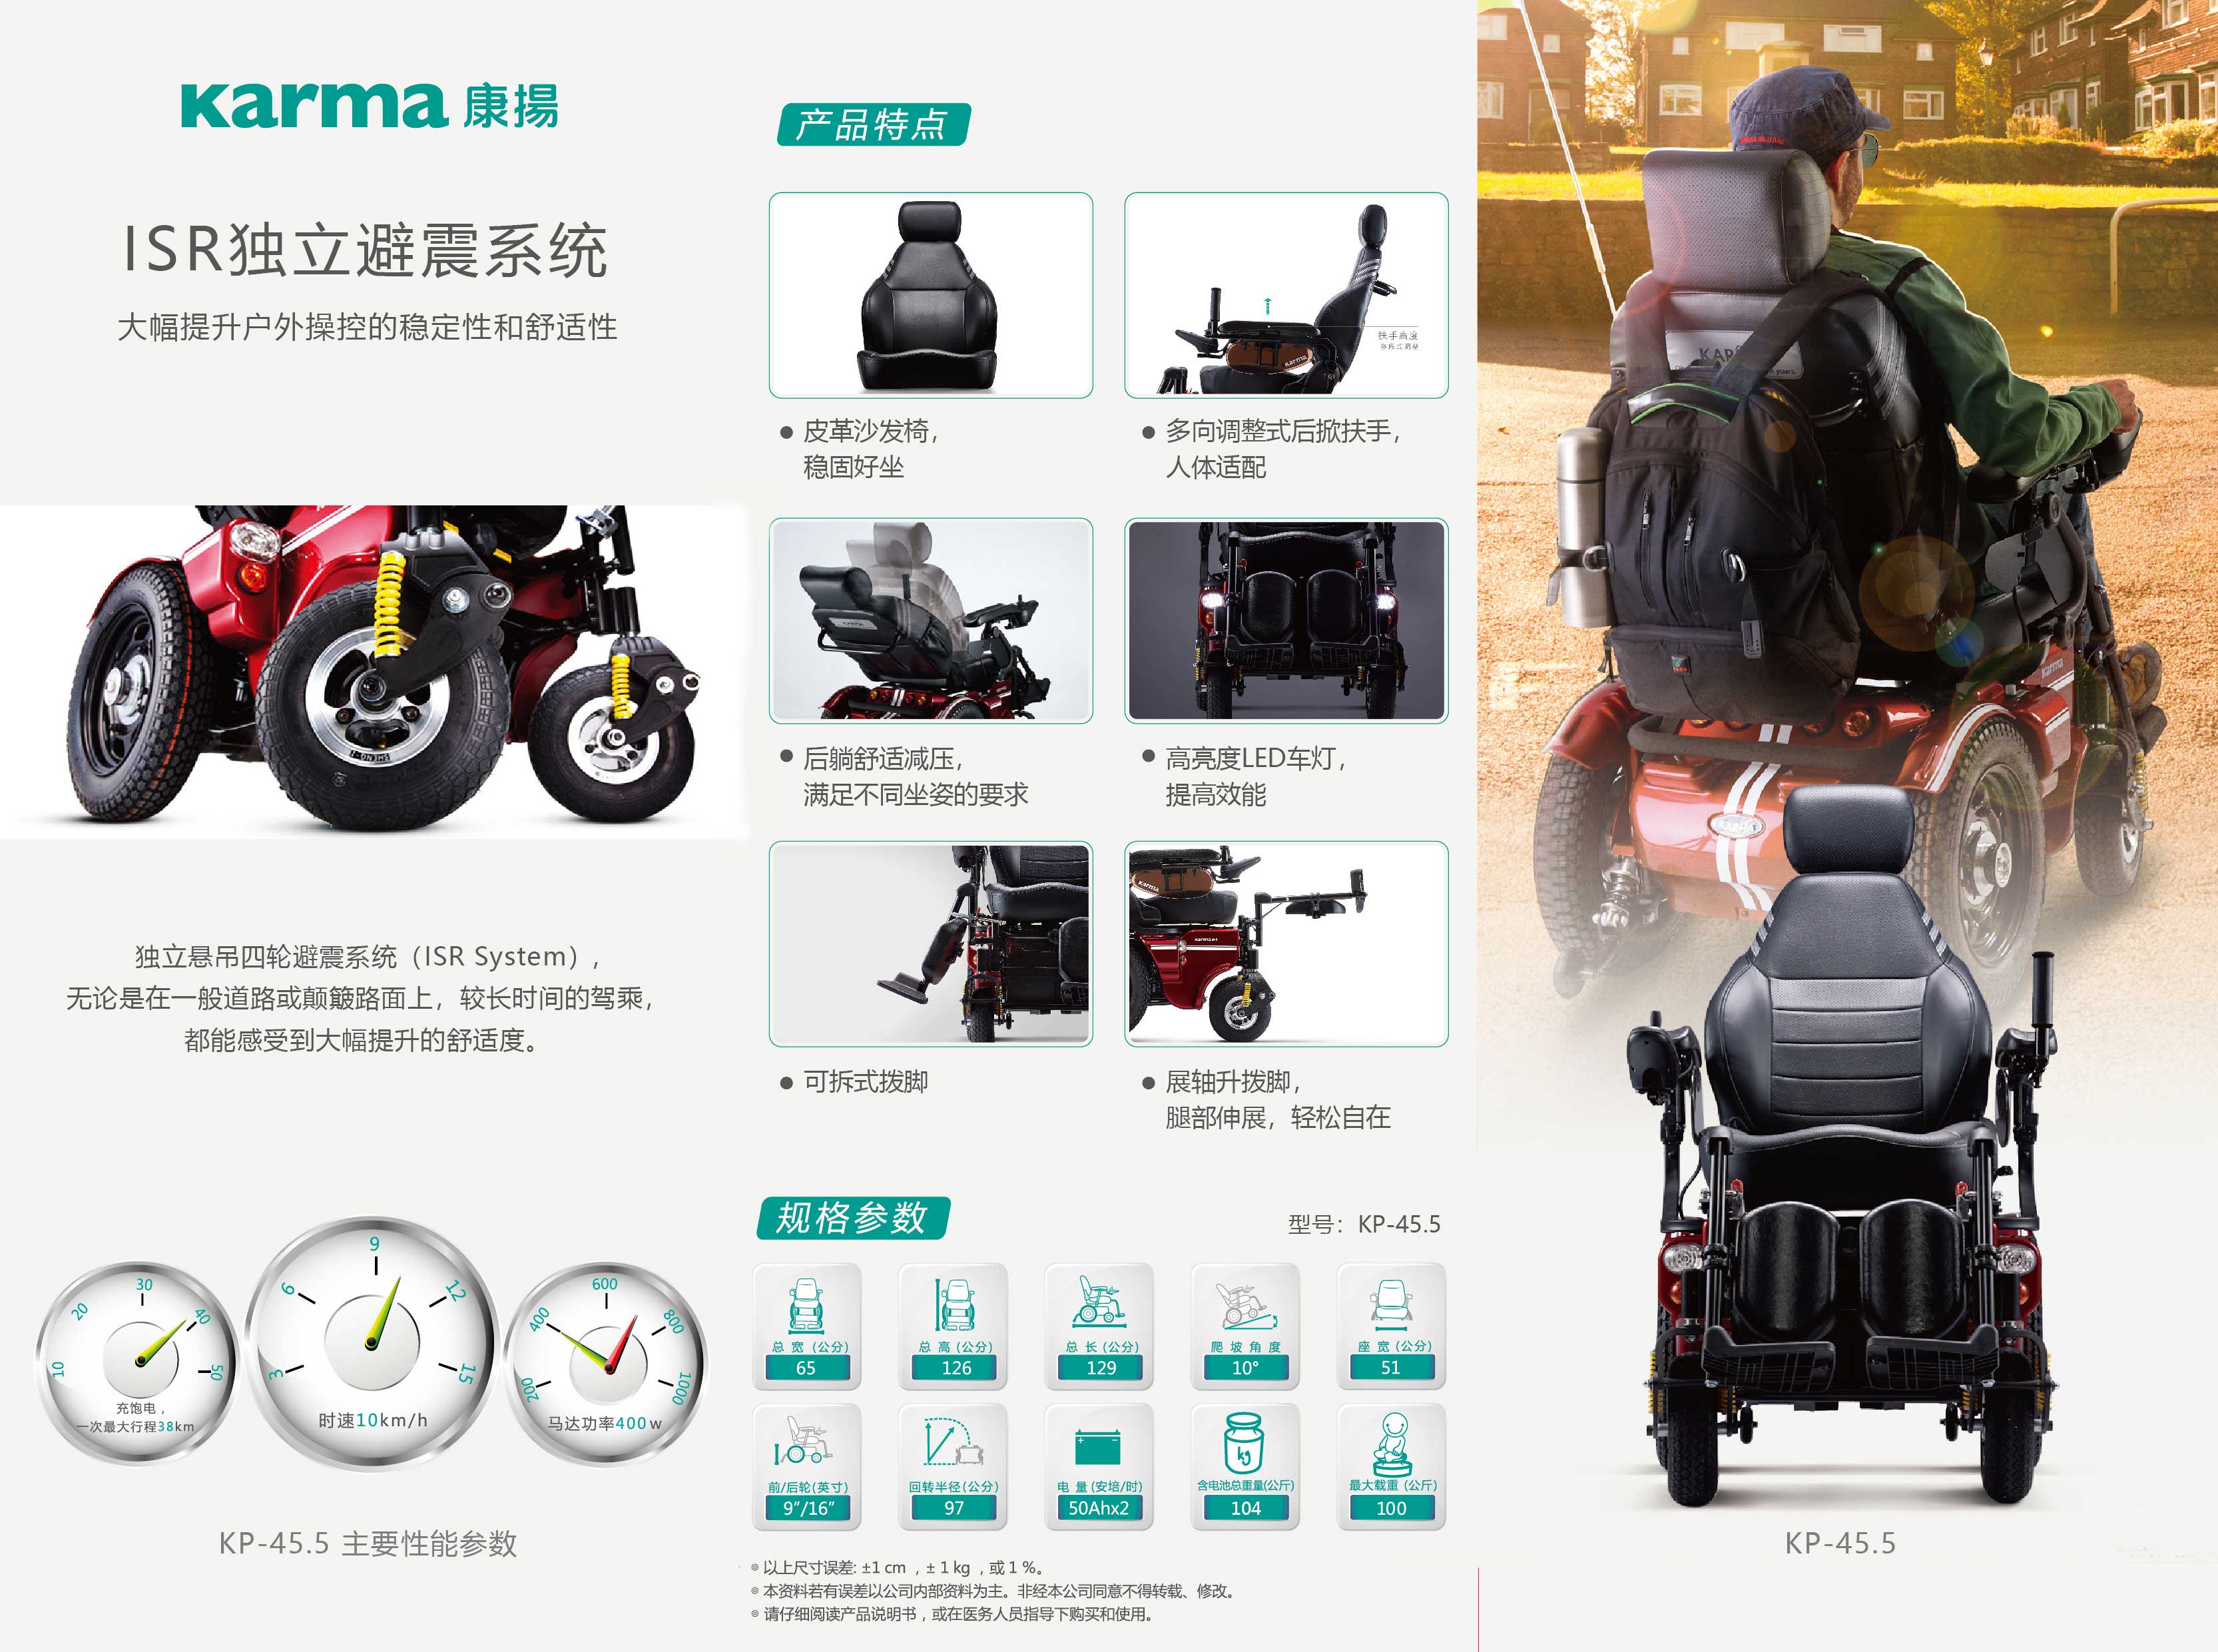 Karma 康揚
ISR独立避震系统
大幅提升户外操控的稳定性和舒适性
独立悬吊四轮避震系统（ISR System），
无论是在一般道路或颠簸路面上，较长时间的驾乘，
都能感受到大幅提升的舒适度。
10
20
30
40
50
充饱电，
一次最大行程38km
3
6
9
12
15
时速10km/h
200
400
600
800
1000
马达功率400w
KP-45.5 主要性能参数
产品特点
扶手高度
● 皮革沙发椅，
稳固好坐
● 多向调整式后掀扶手，
人体适配
● 后躺舒适减压，
满足不同坐姿的要求
● 高亮度LED车灯，
提高效能
● 可拆式拨脚
● 展轴升拨脚，
腿部伸展，轻松自在
规格参数
型号：KP-45.5
总 宽 (公分)
65
总 高 (公分)
126
总 长 (公分)
129
爬 坡 角 度
10°
座 宽 (公分)
51
前/后轮(英寸)
9″/16″
回转半径(公分)
97
电 量 (安培/时)
50Ahx2
kg
含电池总重量(公斤)
104
最大载重 (公斤)
100
◎ 以上尺寸误差: ±1 cm ，± 1 kg ，或 1 %。
◎ 本资料若有误差以公司内部资料为主。非经本公司同意不得转载、修改。
◎ 请仔细阅读产品说明书，或在医务人员指导下购买和使用。
Karma
KP-45.5